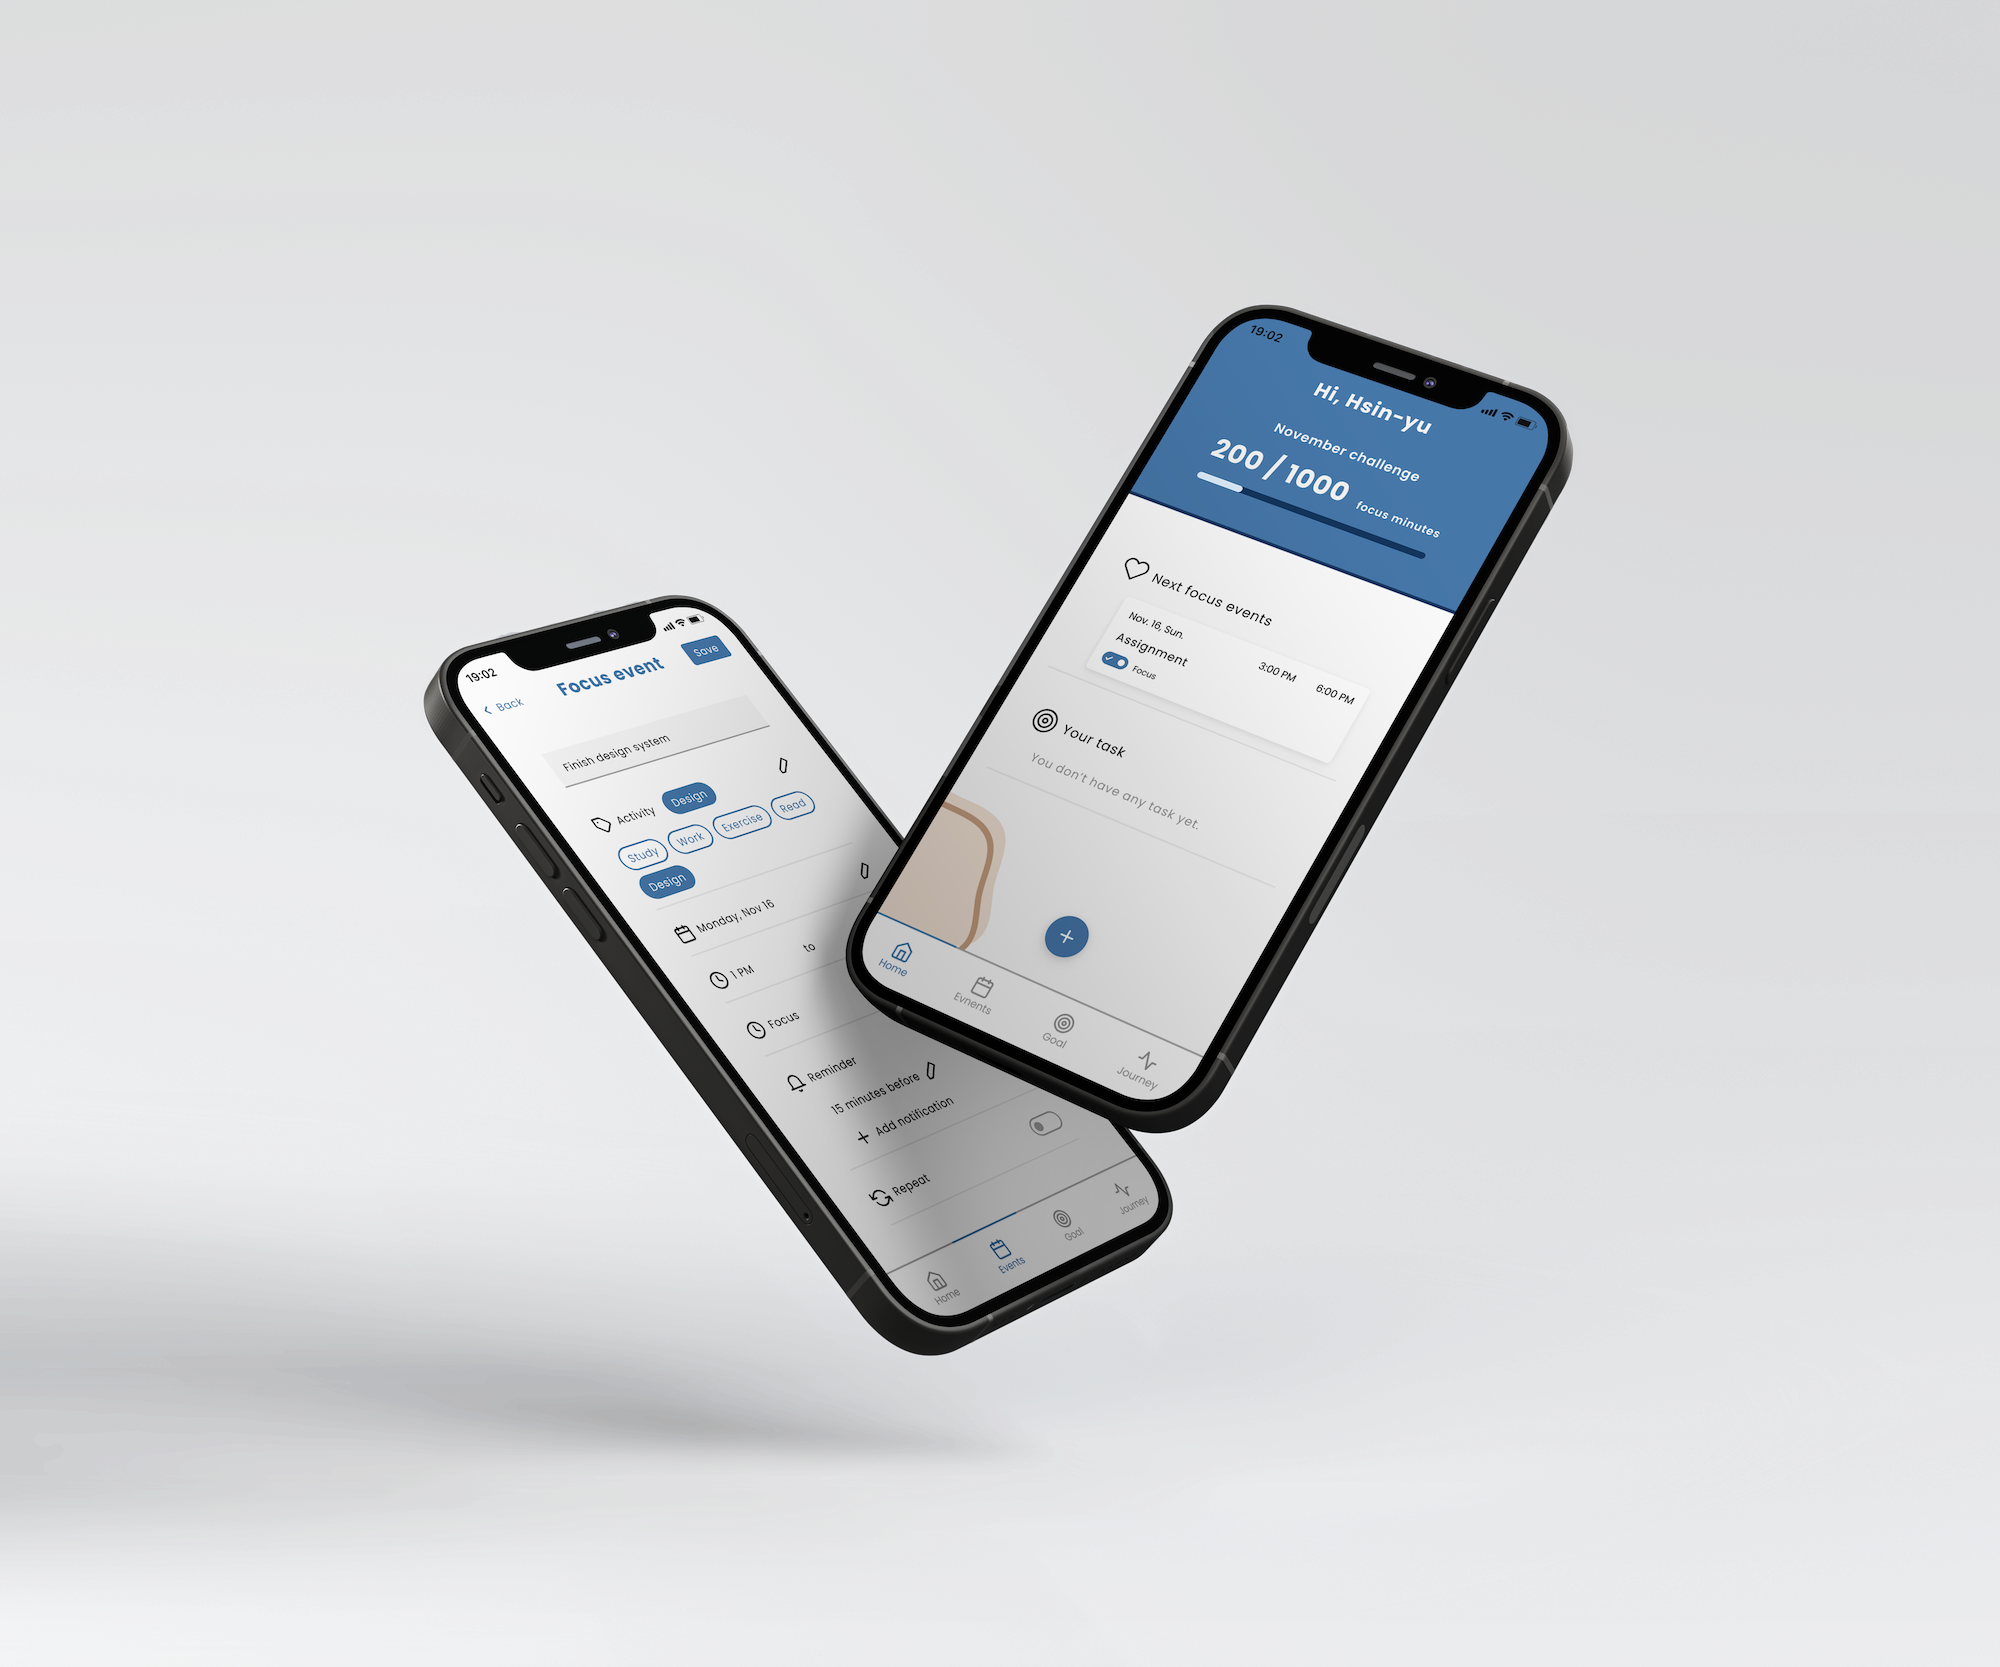 19:02
Back
Focus event
Save
Finish design system
Activity
Design
Study
Work
Exercise
Read
Design
Monday, Nov 16
1 PM
to
Focus
Reminder
15 minutes before
Add notification
Repeat
Home
Events
Goal
Journey
19:02
Hi, Hsin-yu
November challenge
200 / 1000
focus minutes
Next focus events
Nov. 16, Sun.
Assignment
3:00 PM
6:00 PM
Focus
Your task
You don't have any task yet.
Home
Evnents
Goal
Journey